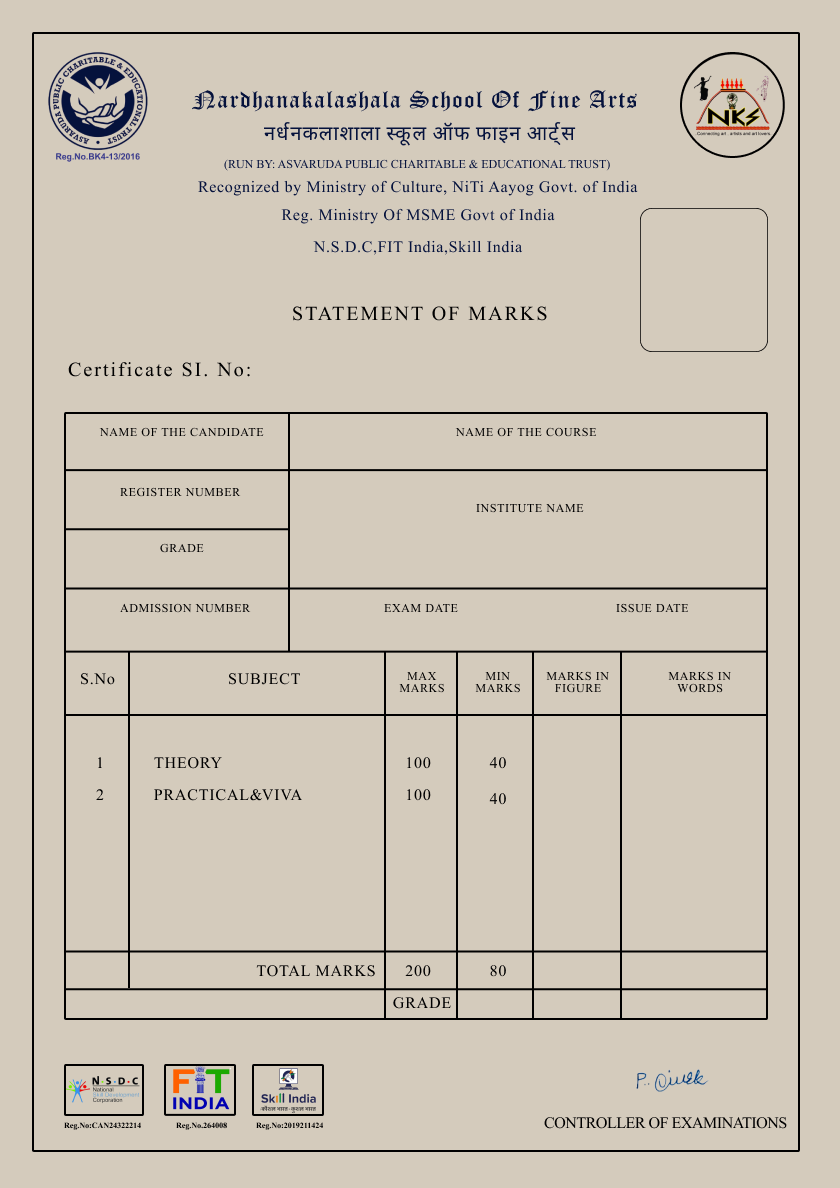 ASVARUDA PUBLIC CHARITABLE & EDUCATIONAL TRUST
Reg.No.BK4-13/2016
Nardhanakalashala School Of Fine Arts
नर्धनकलाशाला स्कूल ऑफ फाइन आर्ट्स
(RUN BY: ASVARUDA PUBLIC CHARITABLE & EDUCATIONAL TRUST)
Recognized by Ministry of Culture, NiTi Aayog Govt. of India
Reg. Ministry Of MSME Govt of India
N.S.D.C,FIT India,Skill India
NKS
Connecting art - artists and art lovers
STATEMENT OF MARKS
Certificate SI. No:
NAME OF THE CANDIDATE NAME OF THE COURSE
REGISTER NUMBER
INSTITUTE NAME
GRADE
ADMISSION NUMBER EXAM DATE ISSUE DATE
S.No SUBJECT MAX MARKS MIN MARKS MARKS IN FIGURE MARKS IN WORDS
1 THEORY 100 40
2 PRACTICAL&VIVA 100 40
TOTAL MARKS 200 80
GRADE
N·S·D·C
National
Skill Development
Corporation
Reg.No:CAN24322214
FIT
INDIA
Reg.No.264008
Skill India
कौशल भारत - कुशल भारत
Reg.No:2019211424
CONTROLLER OF EXAMINATIONS